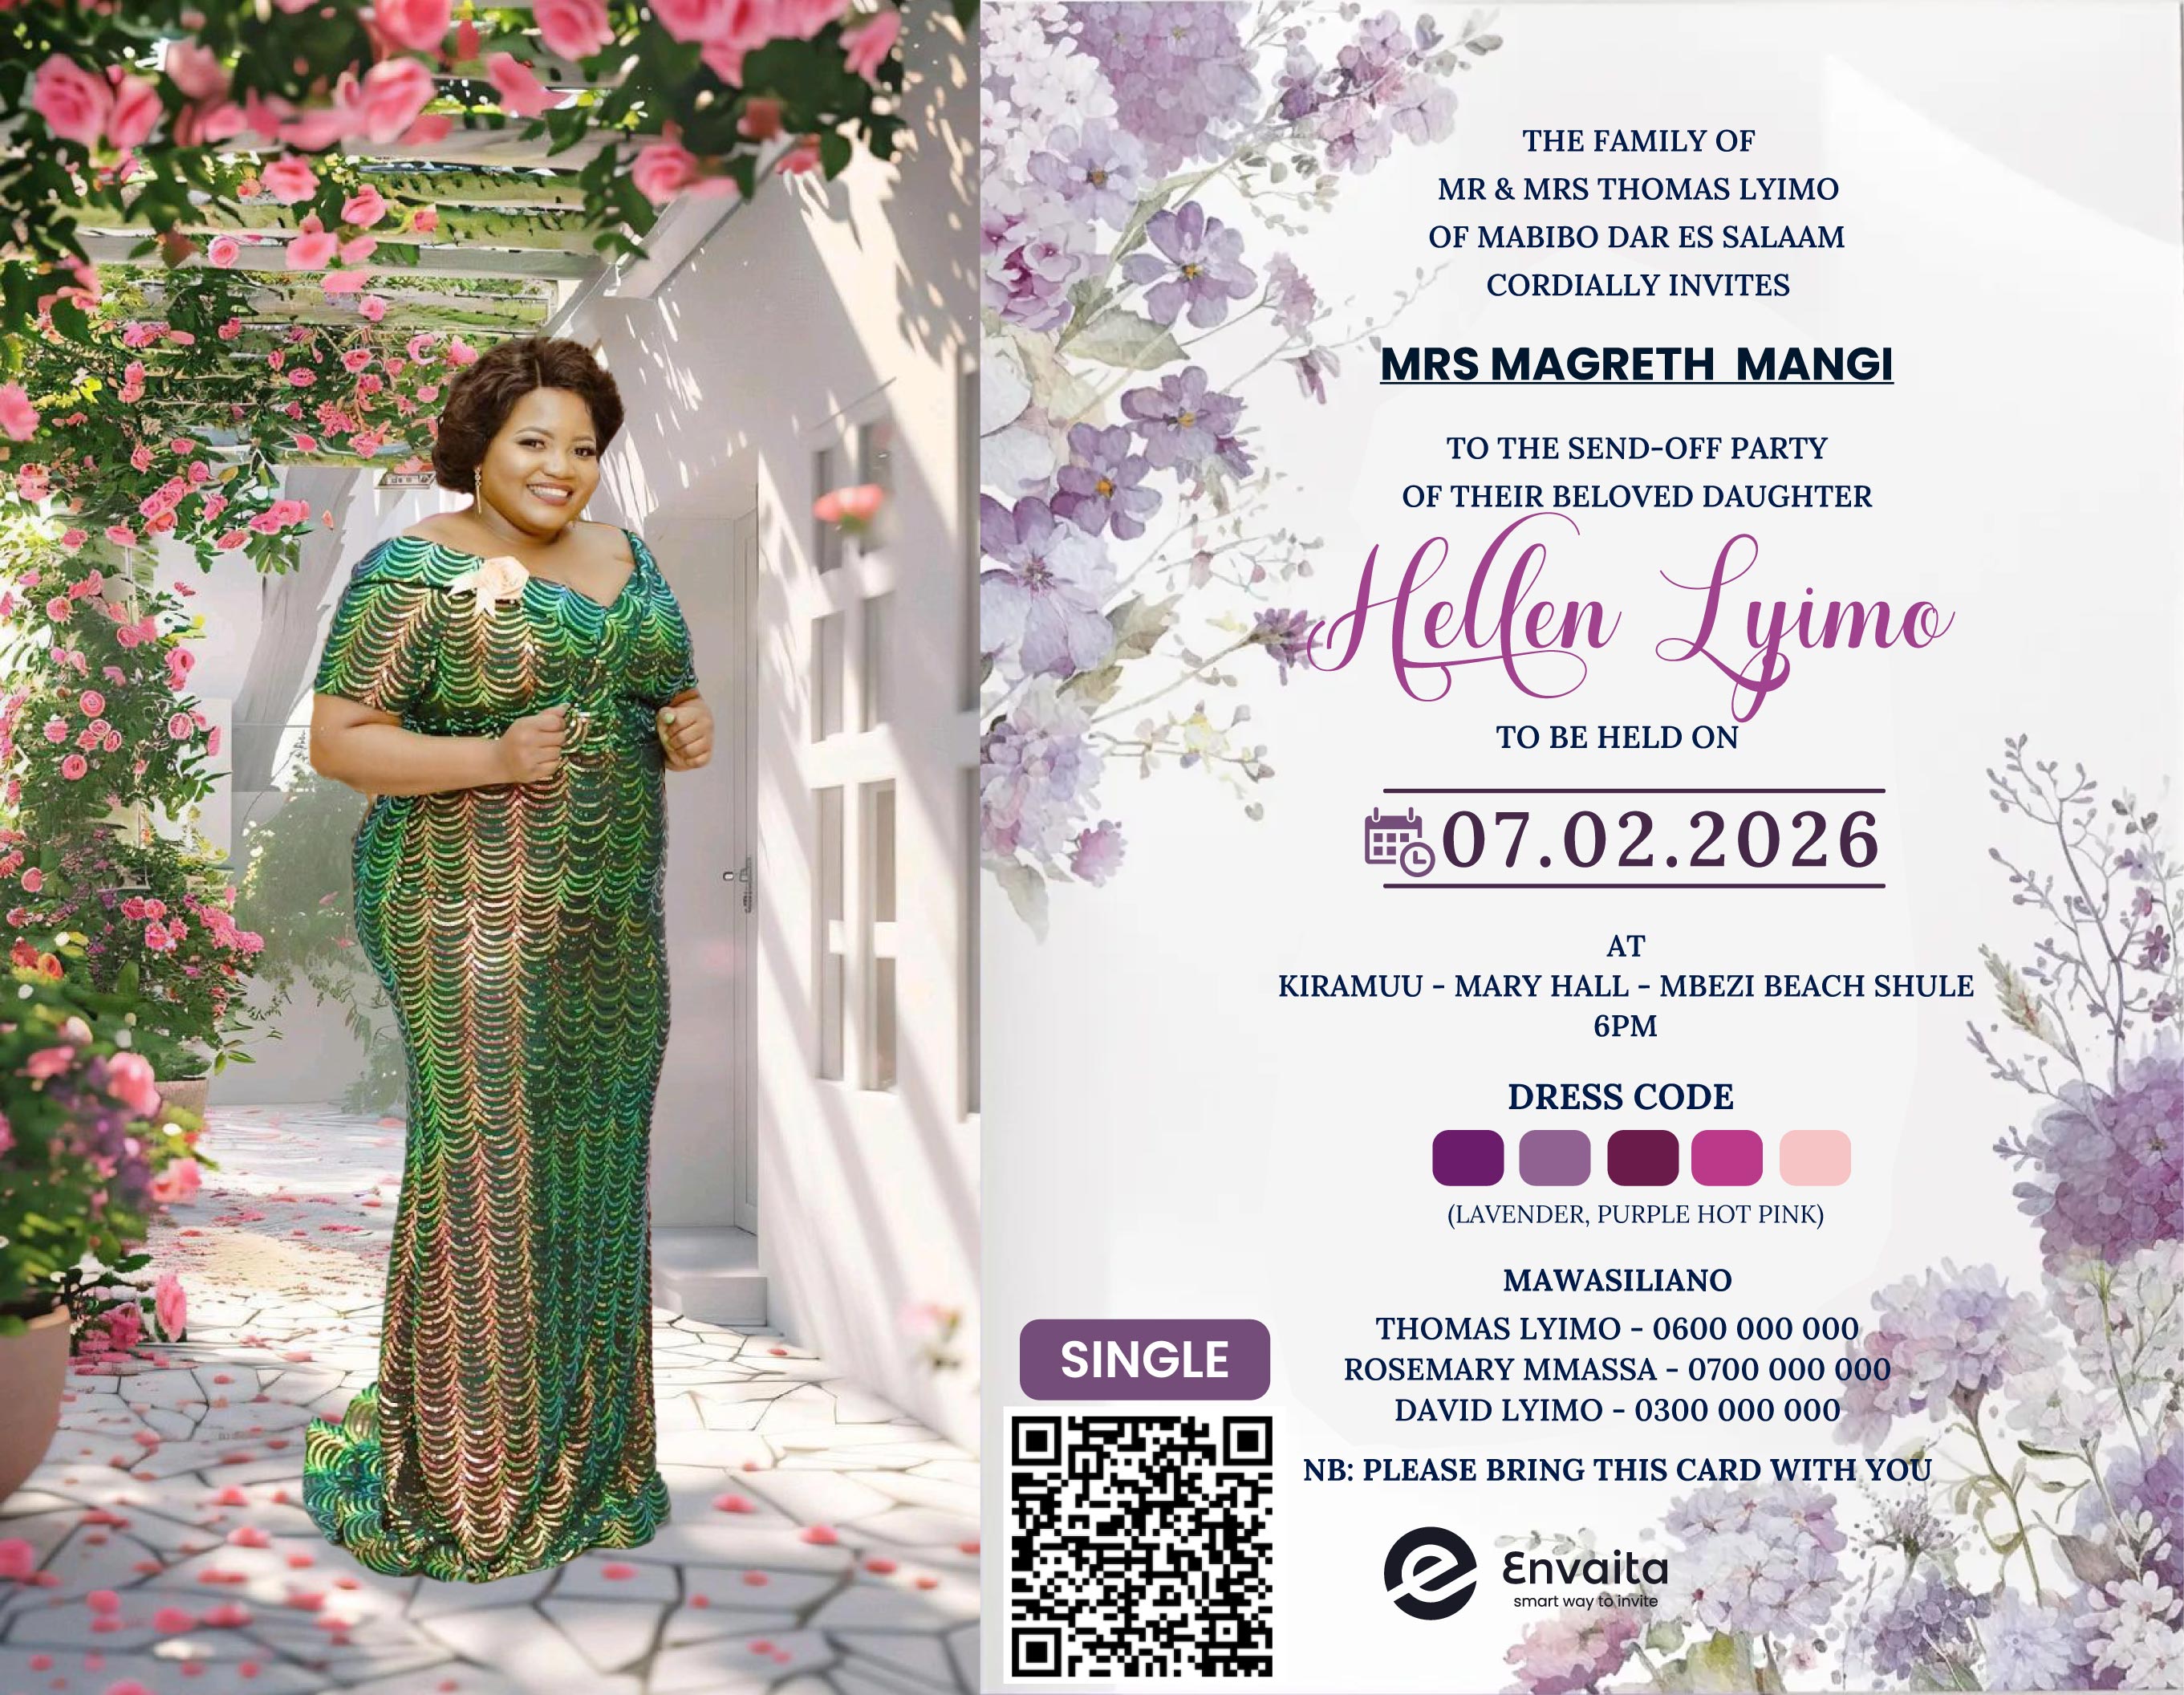 THE FAMILY OF
MR & MRS THOMAS LYIMO
OF MABIBO DAR ES SALAAM
CORDIALLY INVITES
MRS MAGRETH MANGI
TO THE SEND-OFF PARTY
OF THEIR BELOVED DAUGHTER
Hellen Lyimo
TO BE HELD ON
07.02.2026
AT
KIRAMUU - MARY HALL - MBEZI BEACH SHULE
6PM
DRESS CODE
(LAVENDER, PURPLE HOT PINK)
MAWASILIANO
THOMAS LYIMO - 0600 000 000
ROSEMARY MMASSA - 0700 000 000
DAVID LYIMO - 0300 000 000
SINGLE
NB: PLEASE BRING THIS CARD WITH YOU
Envaita
smart way to invite